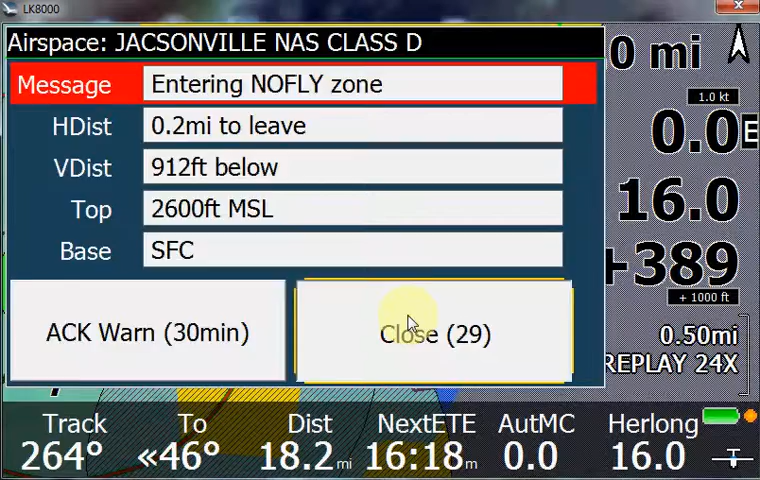 LK8000
Airspace: JACSONVILLE NAS CLASS D
Message Entering NOFLY zone
HDist 0.2mi to leave
VDist 912ft below
Top 2600ft MSL
Base SFC
ACK Warn (30min) Close (29)
0 mi
1.0 kt
0.0 E
16.0
+389
+ 1000 ft
0.50mi
REPLAY 24X
Track To Dist NextETE AutMC Herlong
264° «46° 18.2 mi 16:18 m 0.0 16.0